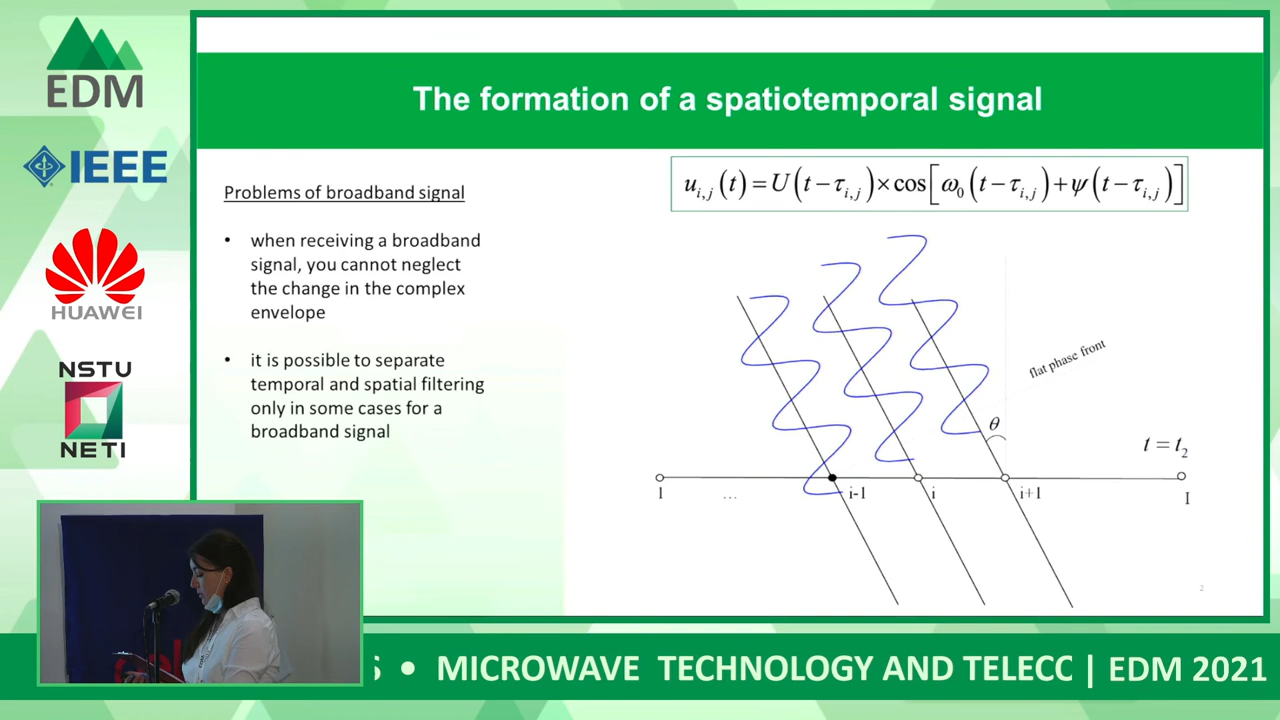 EDM
IEEE
HUAWEI
NSTU
NETI
The formation of a spatiotemporal signal
Problems of broadband signal
• when receiving a broadband
signal, you cannot neglect
the change in the complex
envelope
• it is possible to separate
temporal and spatial filtering
only in some cases for a
broadband signal
u_{i,j}(t) = U(t−τ_{i,j}) × cos[ω₀(t−τ_{i,j}) + ψ(t−τ_{i,j})]
flat phase front
θ
t = t₂
1 ... i-1 i i+1 I
2
S • MICROWAVE TECHNOLOGY AND TELECC | EDM 2021